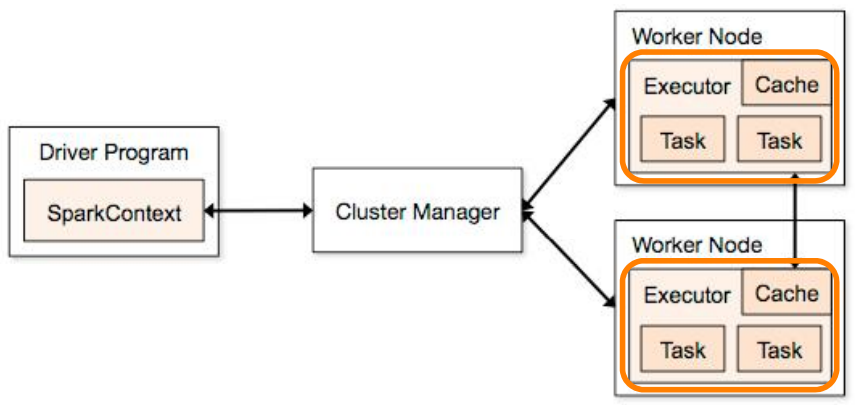 Driver Program
SparkContext
Cluster Manager
Worker Node
Executor
Cache
Task
Task
Worker Node
Executor
Cache
Task
Task